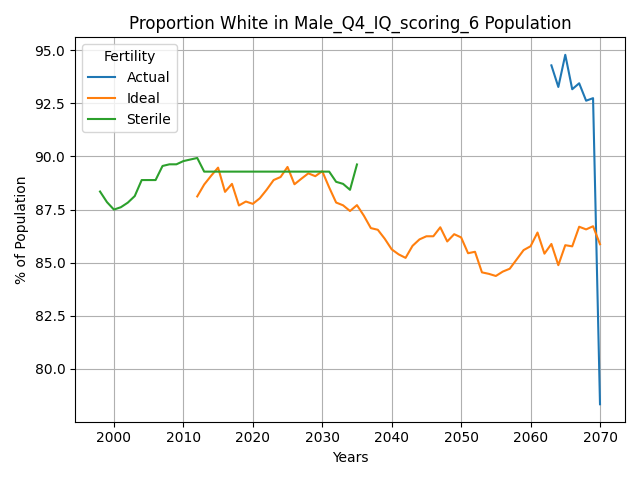 Proportion White in Male_Q4_IQ_scoring_6 Population
Fertility
Actual
Ideal
Sterile
% of Population
95.0
92.5
90.0
87.5
85.0
82.5
80.0
2000 2010 2020 2030 2040 2050 2060 2070
Years